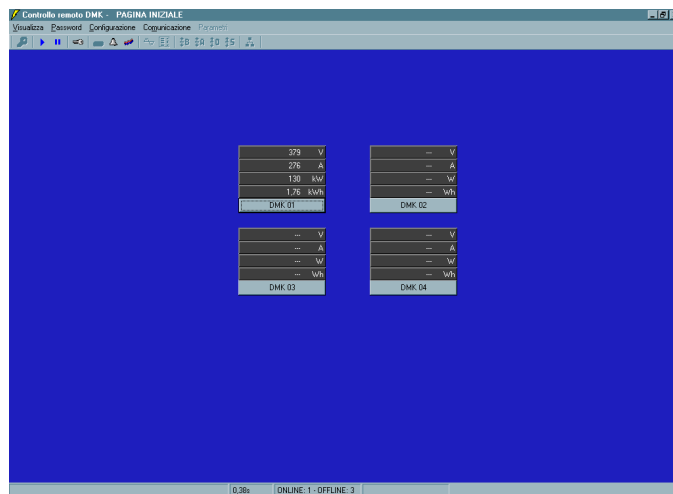 Controllo remoto DMK -   PAGINA INIZIALE
Visualizza Password Configurazione Comunicazione Parametri
B A O S
379 V
276 A
130 kW
1,76 kWh
DMK 01
--- V
--- A
--- W
--- Wh
DMK 02
--- V
--- A
--- W
--- Wh
DMK 03
--- V
--- A
--- W
--- Wh
DMK 04
0,38s ONLINE: 1 - OFFLINE: 3